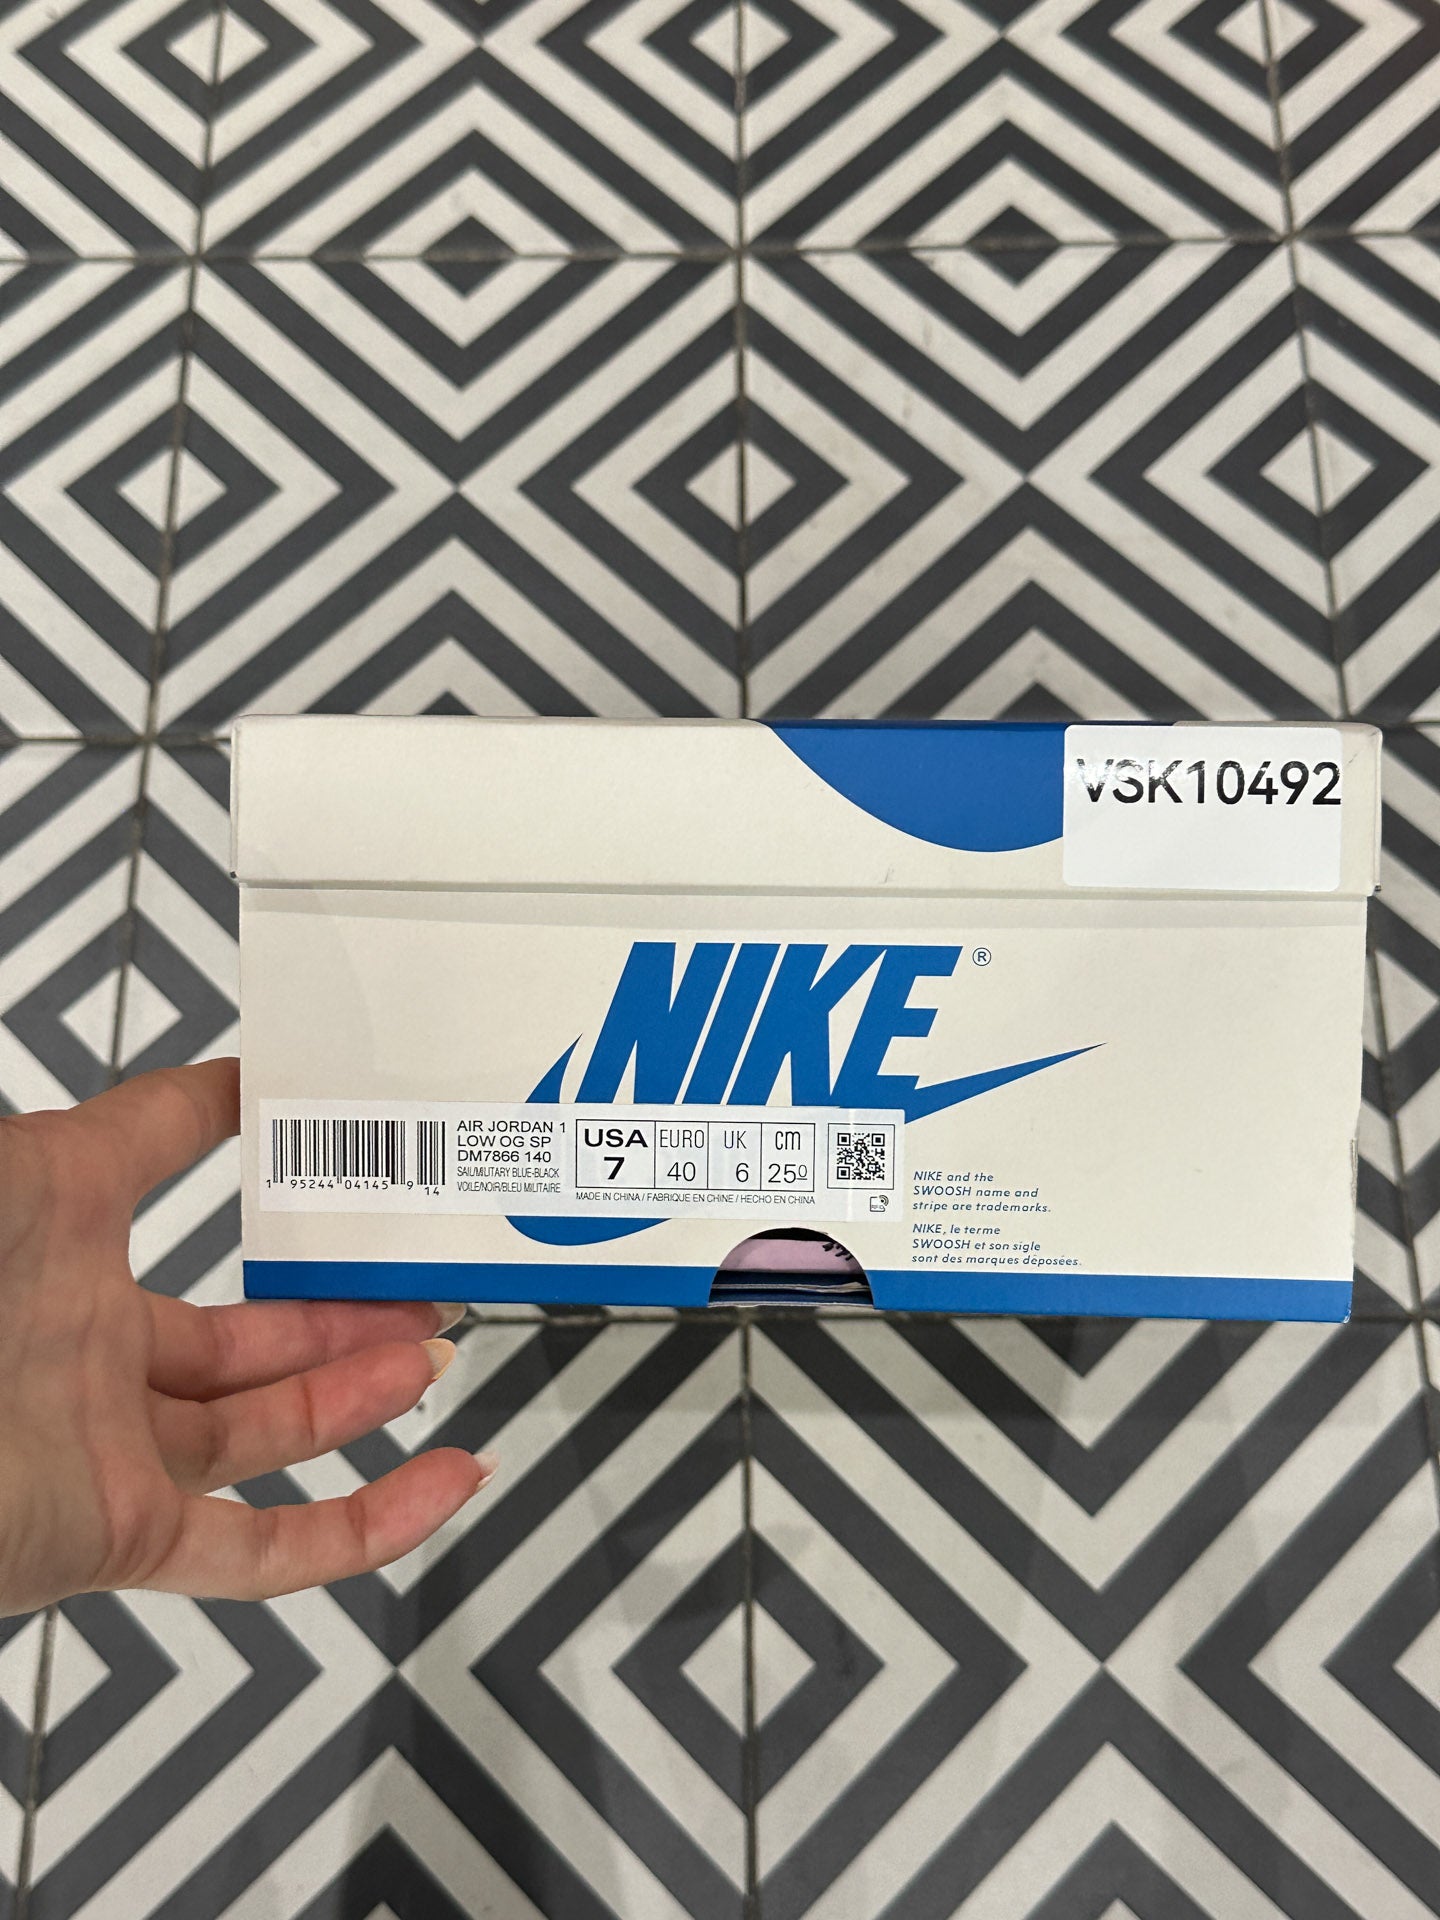 VSK10492
NIKE®
AIR JORDAN 1
LOW OG SP
DM7866 140
SAIL/MILITARY BLUE-BLACK
VOILE/NOIR/BLEU MILITAIRE
1 95244 04145 9 14
USA EURO UK cm
7 40 6 25⁰
MADE IN CHINA / FABRIQUE EN CHINE / HECHO EN CHINA
NIKE and the
SWOOSH name and
stripe are trademarks.
NIKE, le terme
SWOOSH et son sigle
sont des marques déposées.